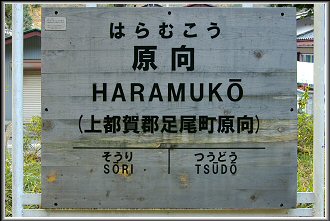 はらむこう
原向
HARAMUKŌ
(上都賀郡足尾町原向)
そうり つうどう
SŌRI TSŪDŌ